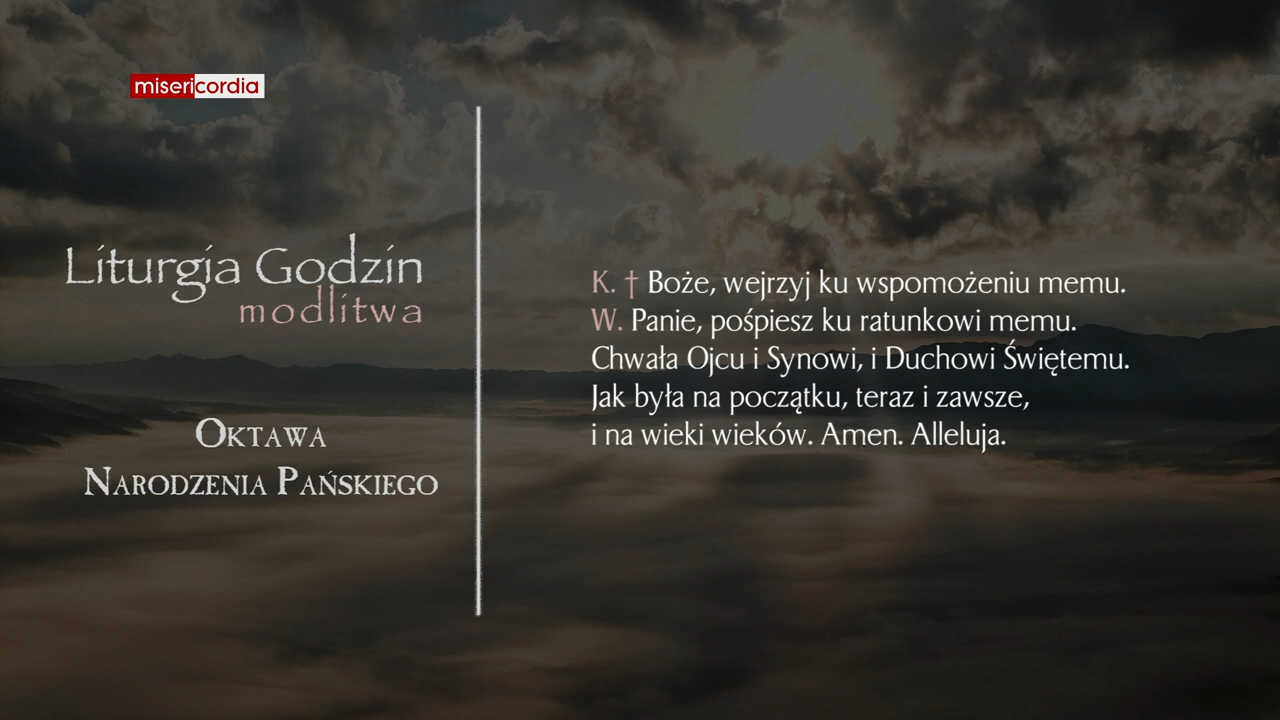 misericordia
Liturgia Godzin
modlitwa
Oktawa
Narodzenia Pańskiego
K. † Boże, wejrzyj ku wspomożeniu memu.
W. Panie, pośpiesz ku ratunkowi memu.
Chwała Ojcu i Synowi, i Duchowi Świętemu.
Jak była na początku, teraz i zawsze,
i na wieki wieków. Amen. Alleluja.